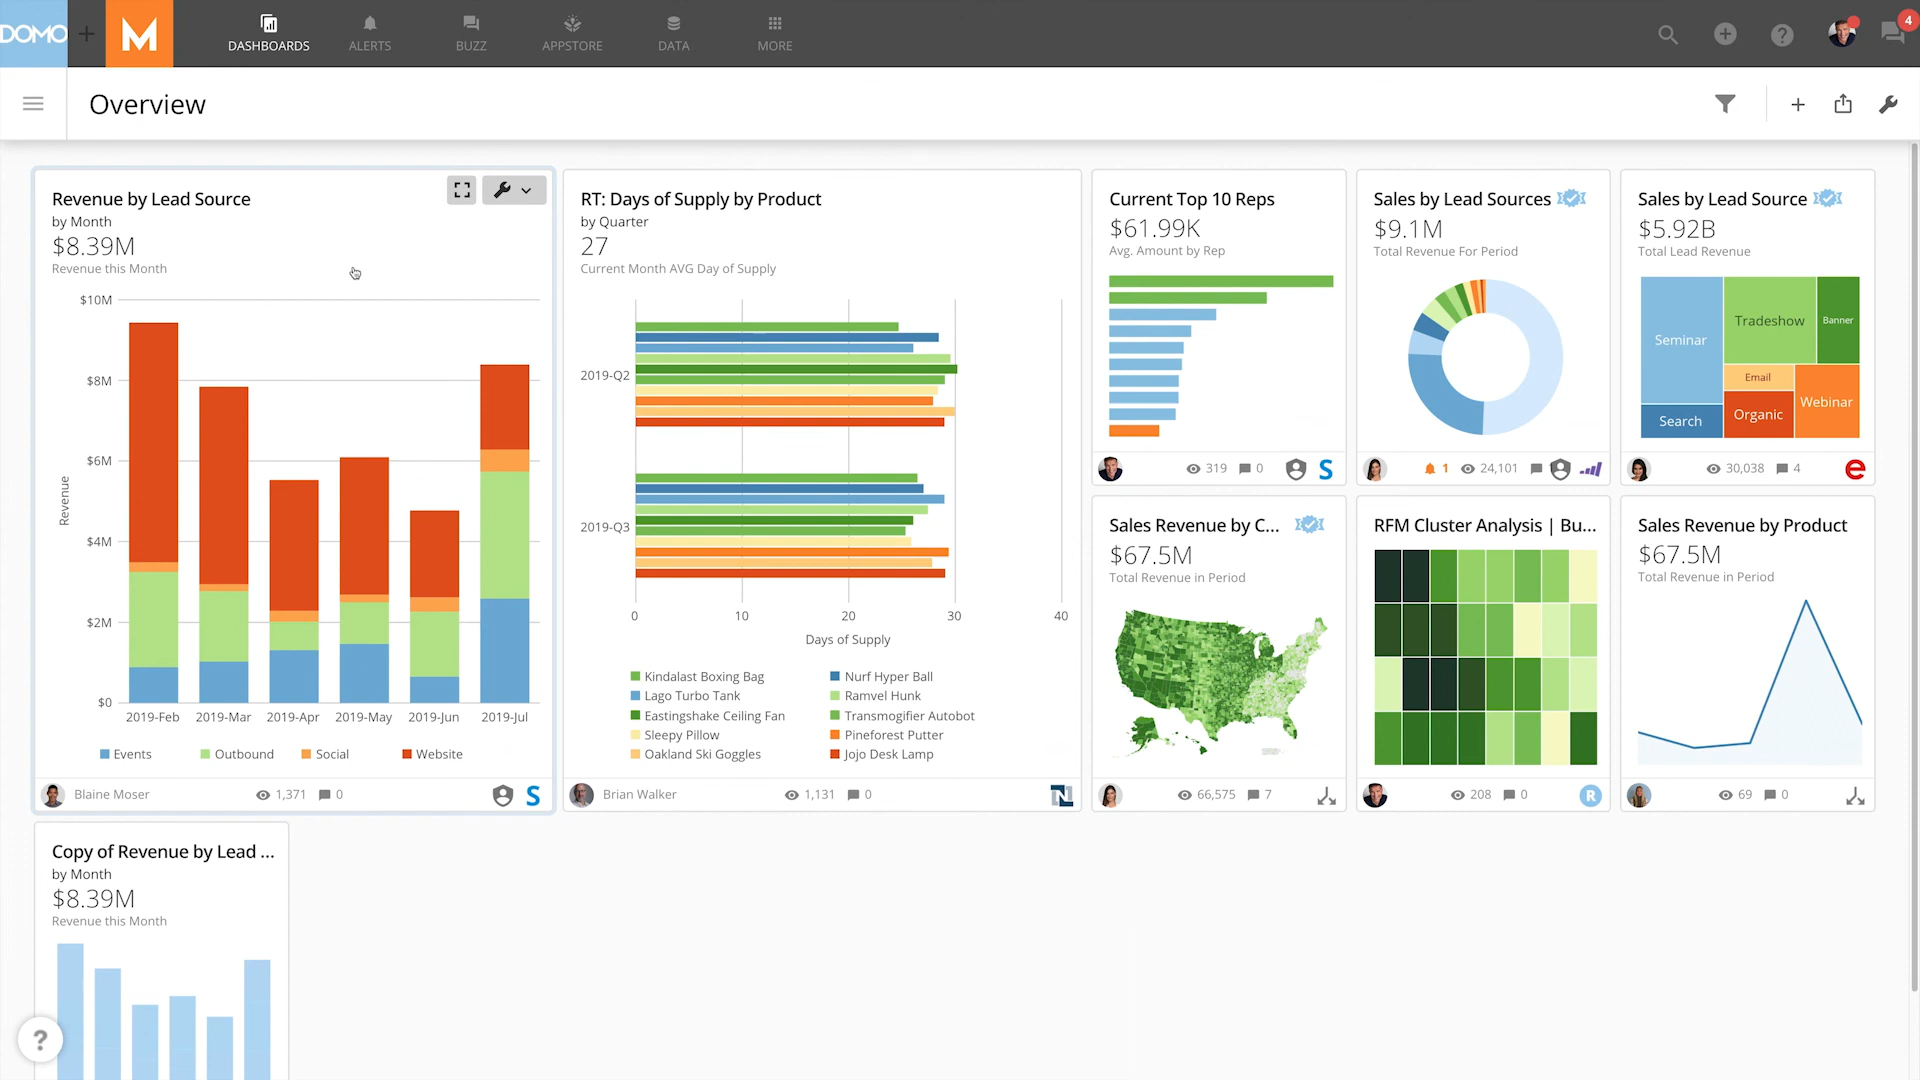 DOMO
M
DASHBOARDS
ALERTS
BUZZ
APPSTORE
DATA
MORE
4
Overview
Revenue by Lead Source
by Month
$8.39M
Revenue this Month
$10M
$8M
$6M
$4M
$2M
$0
Revenue
2019-Feb 2019-Mar 2019-Apr 2019-May 2019-Jun 2019-Jul
Events Outbound Social Website
Blaine Moser 1,371 0 S
RT: Days of Supply by Product
by Quarter
27
Current Month AVG Day of Supply
2019-Q2
2019-Q3
0 10 20 30 40
Days of Supply
Kindalast Boxing Bag Nurf Hyper Ball
Lago Turbo Tank Ramvel Hunk
Eastingshake Ceiling Fan Transmogifier Autobot
Sleepy Pillow Pineforest Putter
Oakland Ski Goggles Jojo Desk Lamp
Brian Walker 1,131 0 N
Current Top 10 Reps
$61.99K
Avg. Amount by Rep
319 0 S
Sales by Lead Sources
$9.1M
Total Revenue For Period
1 24,101
Sales by Lead Source
$5.92B
Total Lead Revenue
Seminar
Tradeshow
Banner
Email
Webinar
Organic
Search
30,038 4 e
Sales Revenue by C...
$67.5M
Total Revenue in Period
66,575 7
RFM Cluster Analysis | Bu...
208 0 R
Sales Revenue by Product
$67.5M
Total Revenue in Period
69 0
Copy of Revenue by Lead ...
by Month
$8.39M
Revenue this Month
?